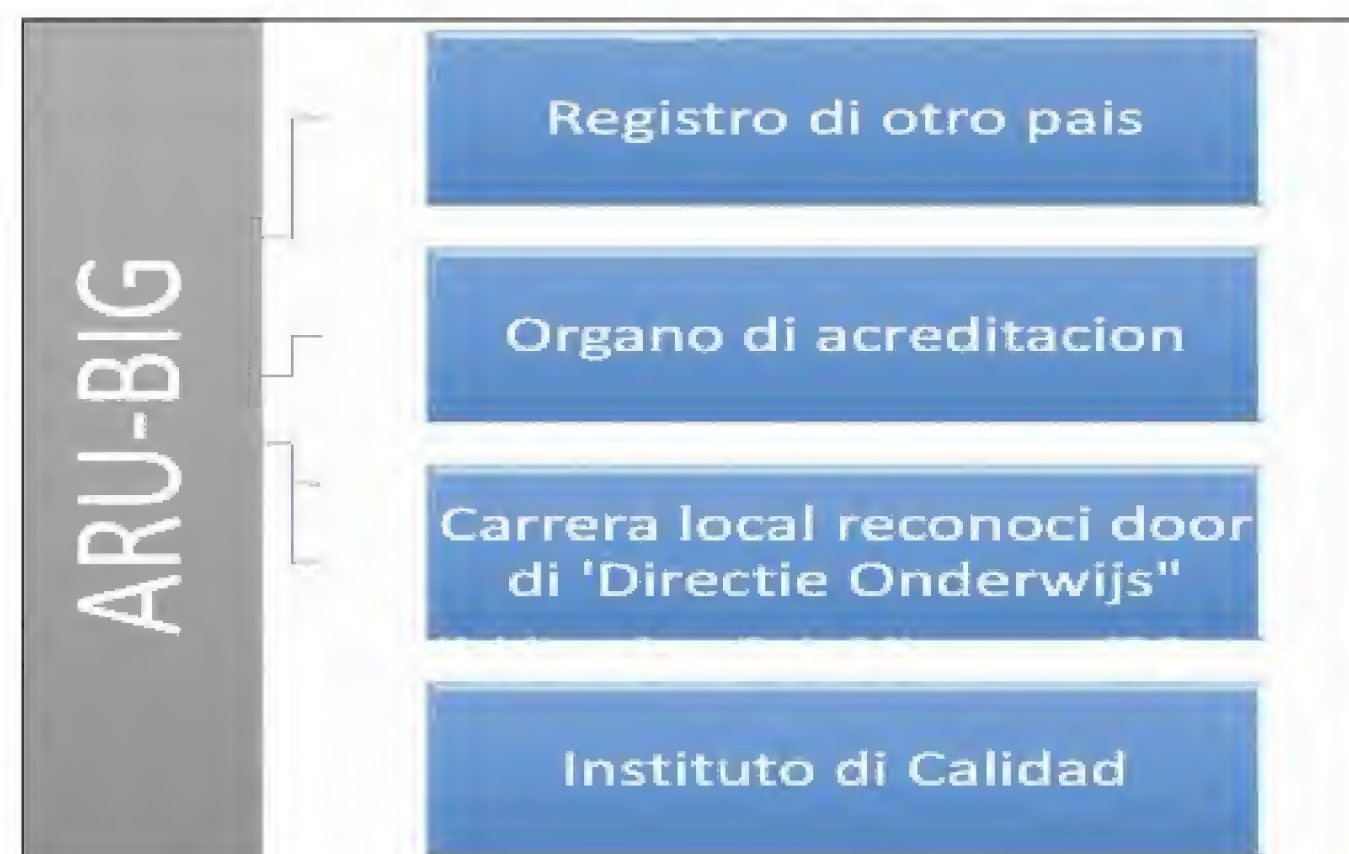 ARU-BIG
Registro di otro pais
Organo di acreditacion
Carrera local reconoci door
di 'Directie Onderwijs"
Instituto di Calidad